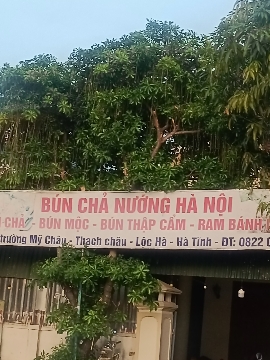 BÚN CHẢ NƯỚNG HÀ NỘI
CHẢ - BÚN MỘC - BÚN THẬP CẨM - RAM BÁNH
trường Mỹ Châu - Thạch châu - Lộc Hà - Hà Tĩnh - ĐT: 0822